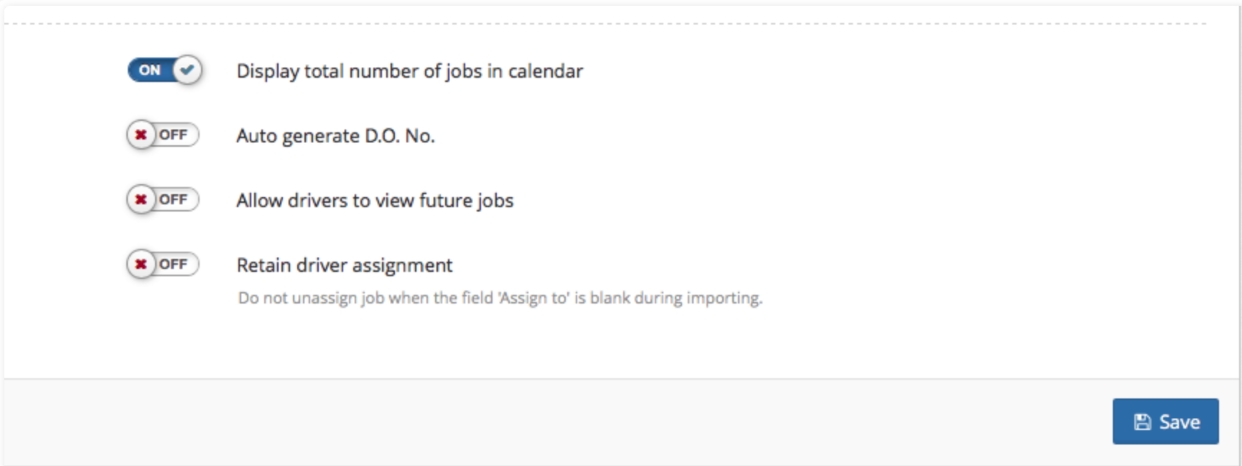 ON Display total number of jobs in calendar
OFF Auto generate D.O. No.
OFF Allow drivers to view future jobs
OFF Retain driver assignment
Do not unassign job when the field 'Assign to' is blank during importing.
Save